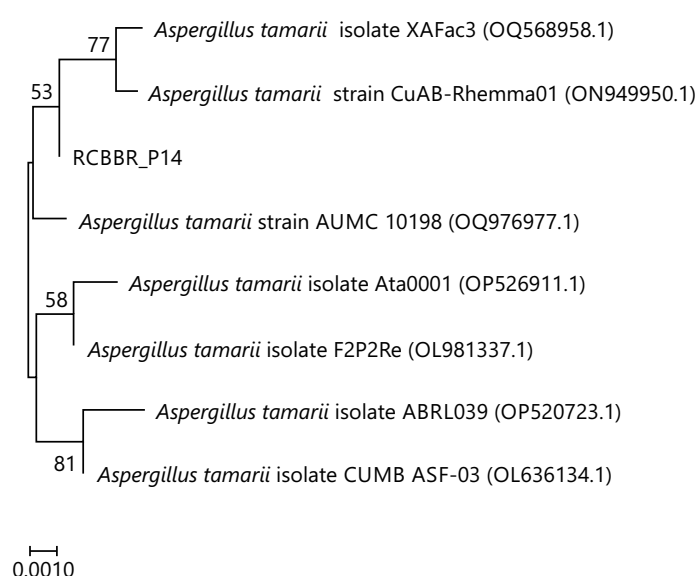 Aspergillus tamarii isolate XAFac3 (OQ568958.1)
77
Aspergillus tamarii strain CuAB-Rhemma01 (ON949950.1)
53
RCBBR_P14
Aspergillus tamarii strain AUMC 10198 (OQ976977.1)
Aspergillus tamarii isolate Ata0001 (OP526911.1)
58
Aspergillus tamarii isolate F2P2Re (OL981337.1)
Aspergillus tamarii isolate ABRL039 (OP520723.1)
81
Aspergillus tamarii isolate CUMB ASF-03 (OL636134.1)
0.0010